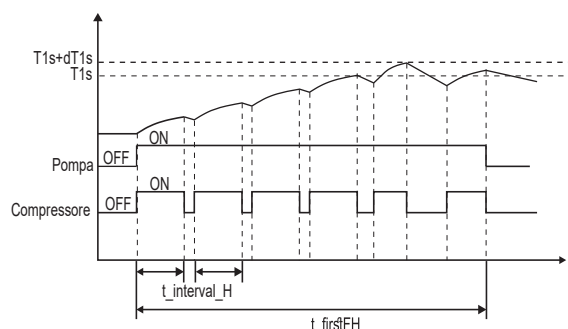 T1s+dT1s
T1s
ON
OFF
Pompa
ON
OFF
Compressore
t_interval_H
t_firstFH